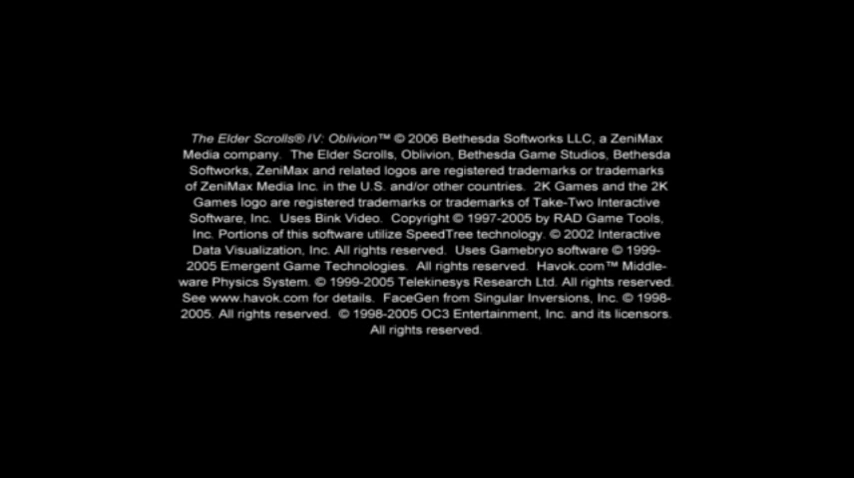 The Elder Scrolls® IV: Oblivion™ © 2006 Bethesda Softworks LLC, a ZeniMax
Media company.  The Elder Scrolls, Oblivion, Bethesda Game Studios, Bethesda
Softworks, ZeniMax and related logos are registered trademarks or trademarks
of ZeniMax Media Inc. in the U.S. and/or other countries.  2K Games and the 2K
Games logo are registered trademarks or trademarks of Take-Two Interactive
Software, Inc.  Uses Bink Video.  Copyright © 1997-2005 by RAD Game Tools,
Inc. Portions of this software utilize SpeedTree technology. © 2002 Interactive
Data Visualization, Inc. All rights reserved.  Uses Gamebryo software © 1999-
2005 Emergent Game Technologies.  All rights reserved.  Havok.com™ Middle-
ware Physics System. © 1999-2005 Telekinesys Research Ltd. All rights reserved.
See www.havok.com for details.  FaceGen from Singular Inversions, Inc. © 1998-
2005. All rights reserved.  © 1998-2005 OC3 Entertainment, Inc. and its licensors.
All rights reserved.